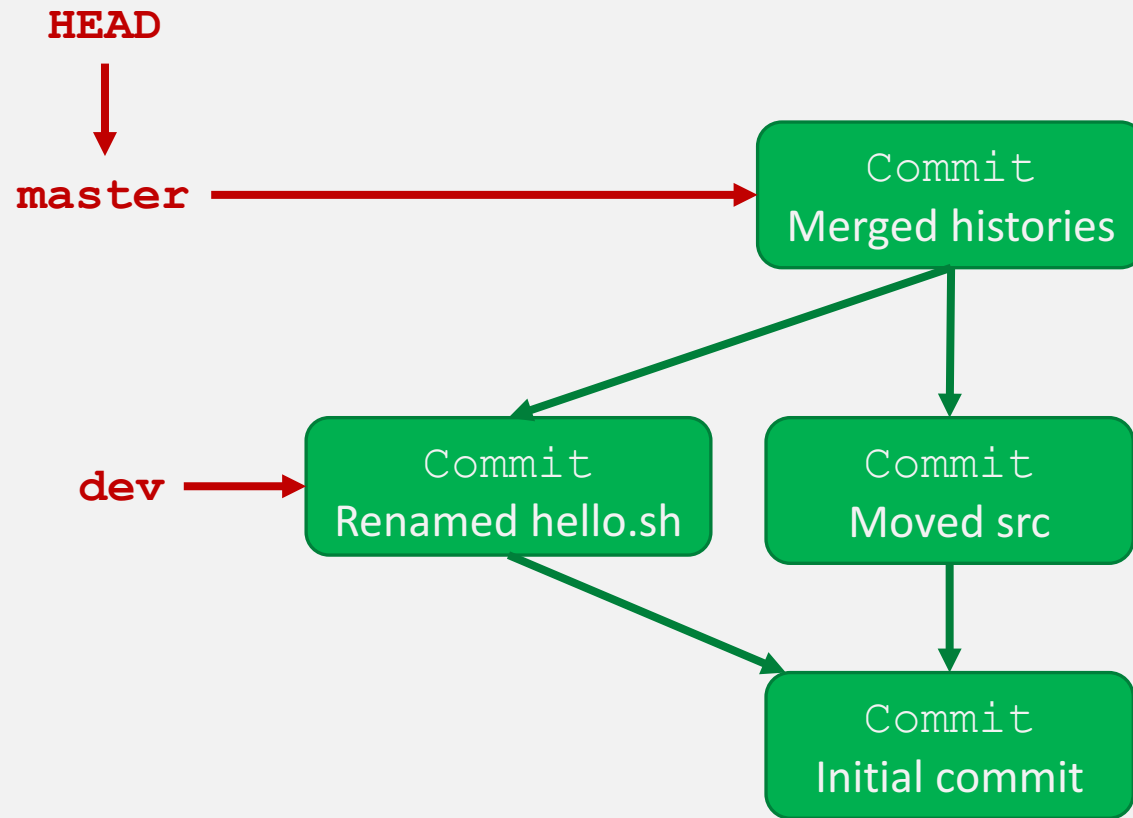 HEAD
master
Commit
Merged histories
dev
Commit
Renamed hello.sh
Commit
Moved src
Commit
Initial commit